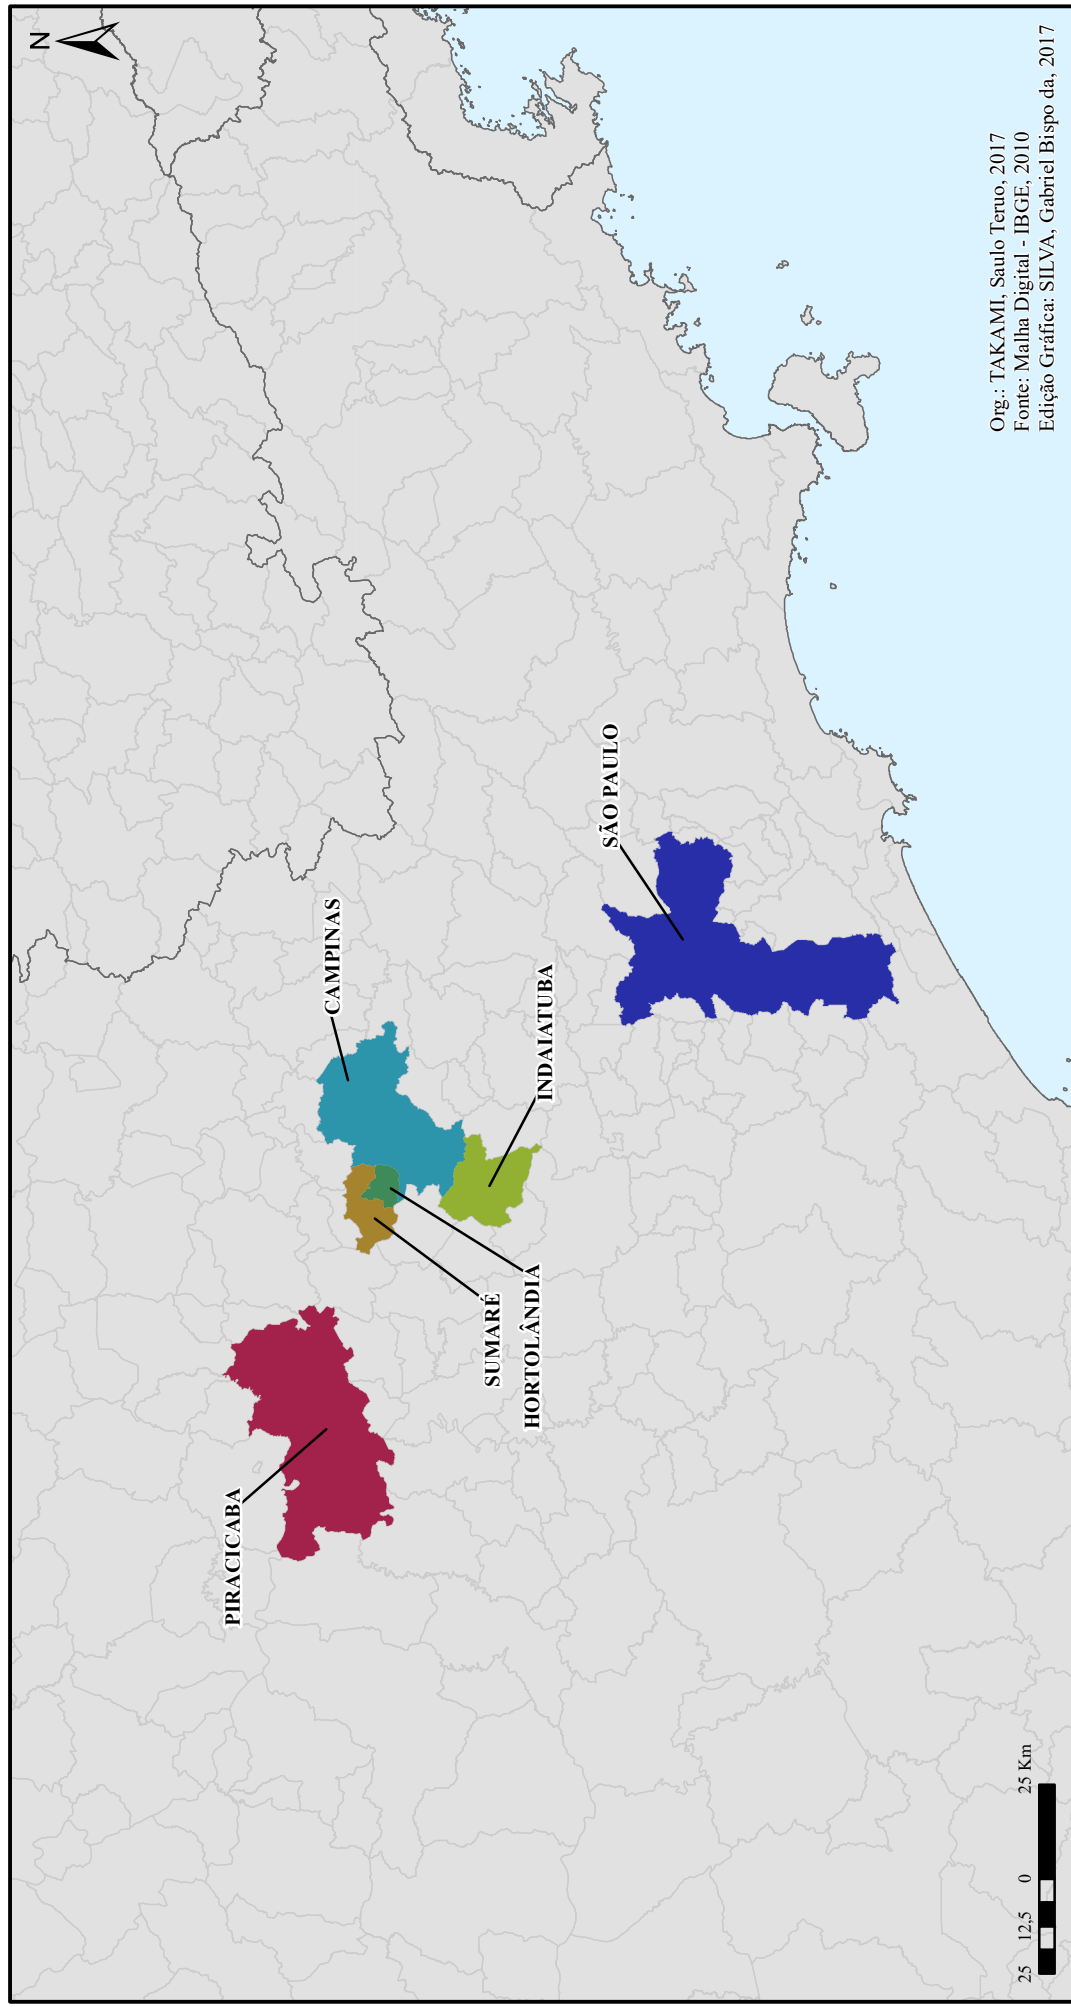 N
PIRACICABA
CAMPINAS
SUMARÉ
HORTOLÂNDIA
INDAIATUBA
SÃO PAULO
25 12,5 0 25 Km
Org.: TAKAMI, Saulo Teruo, 2017
Fonte: Malha Digital - IBGE, 2010
Edição Gráfica: SILVA, Gabriel Bispo da, 2017